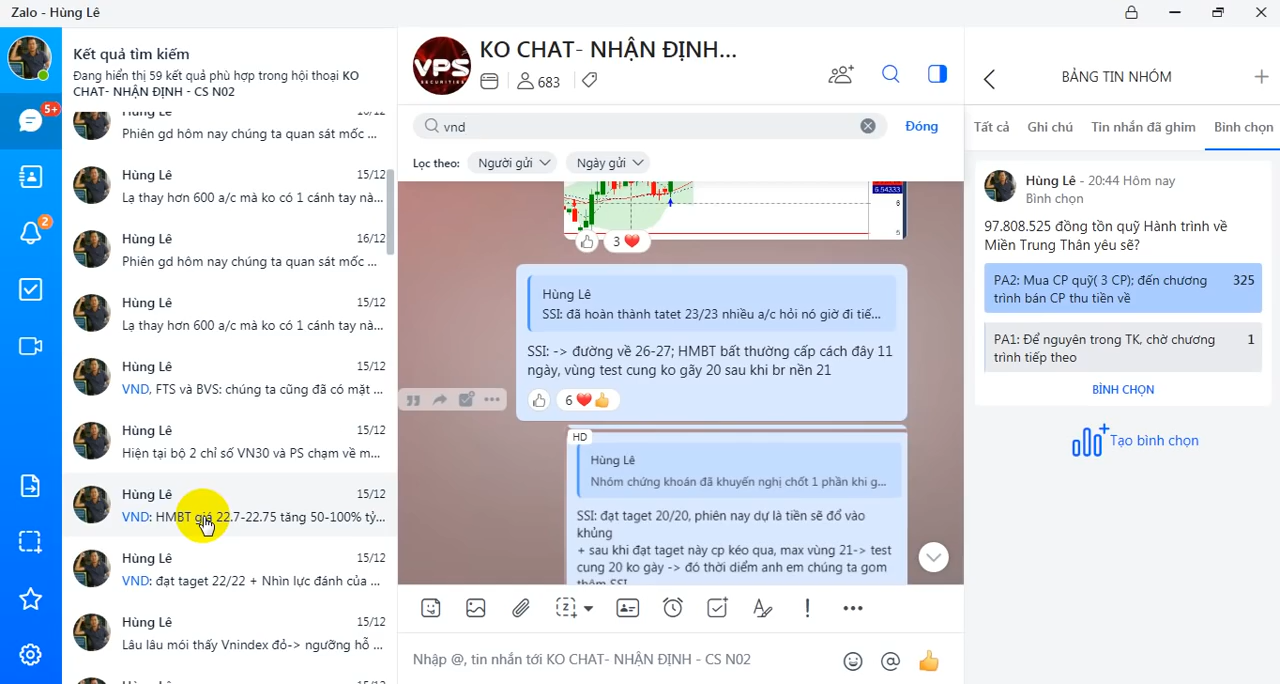 Zalo - Hùng Lê
5+
2
Kết quả tìm kiếm
Đang hiển thị 59 kết quả phù hợp trong hội thoại KO
CHAT- NHẬN ĐỊNH - CS N02
Hùng Lê 16/12
Phiên gd hôm nay chúng ta quan sát mốc ...
Hùng Lê 15/12
Lạ thay hơn 600 a/c mà ko có 1 cánh tay nà...
Hùng Lê 16/12
Phiên gd hôm nay chúng ta quan sát mốc ...
Hùng Lê 15/12
Lạ thay hơn 600 a/c mà ko có 1 cánh tay nà...
Hùng Lê 15/12
VND, FTS và BVS: chúng ta cũng đã có mặt ...
Hùng Lê 15/12
Hiện tại bộ 2 chỉ số VN30 và PS chạm về m...
Hùng Lê 15/12
VND: HMBT giá 22.7-22.75 tăng 50-100% tỷ...
Hùng Lê 15/12
VND: đạt taget 22/22 + Nhìn lực đánh của ...
Hùng Lê 15/12
Lâu lâu mới thấy Vnindex đỏ-> ngưỡng hỗ ...
VPS
SECURITIES
KO CHAT- NHẬN ĐỊNH...
683
vnd
Đóng
Lọc theo: Người gửi Ngày gửi
6.54333
6
5
3
Hùng Lê
SSI: đã hoàn thành tatet 23/23 nhiều a/c hỏi nó giờ đi tiế...
SSI: -> đường về 26-27; HMBT bất thường cấp cách đây 11
ngày, vùng test cung ko gãy 20 sau khi br nền 21
6
HD
Hùng Lê
Nhóm chứng khoán đã khuyến nghị chốt 1 phần khi g...
SSI: đạt taget 20/20, phiên nay dự là tiền sẽ đổ vào
khủng
+ sau khi đạt taget này cp kéo qua, max vùng 21-> test
cung 20 ko gãy -> đó thời điểm anh em chúng ta gom
thêm SSI
Nhập @, tin nhắn tới KO CHAT- NHẬN ĐỊNH - CS N02
BẢNG TIN NHÓM
Tất cả Ghi chú Tin nhắn đã ghim Bình chọn
Hùng Lê - 20:44 Hôm nay
Bình chọn
97.808.525 đồng tồn quỹ Hành trình về
Miền Trung Thân yêu sẽ?
PA2: Mua CP quỹ( 3 CP); đến chương 325
trình bán CP thu tiền về
PA1: Để nguyên trong TK, chờ chương 1
trình tiếp theo
BÌNH CHỌN
Tạo bình chọn